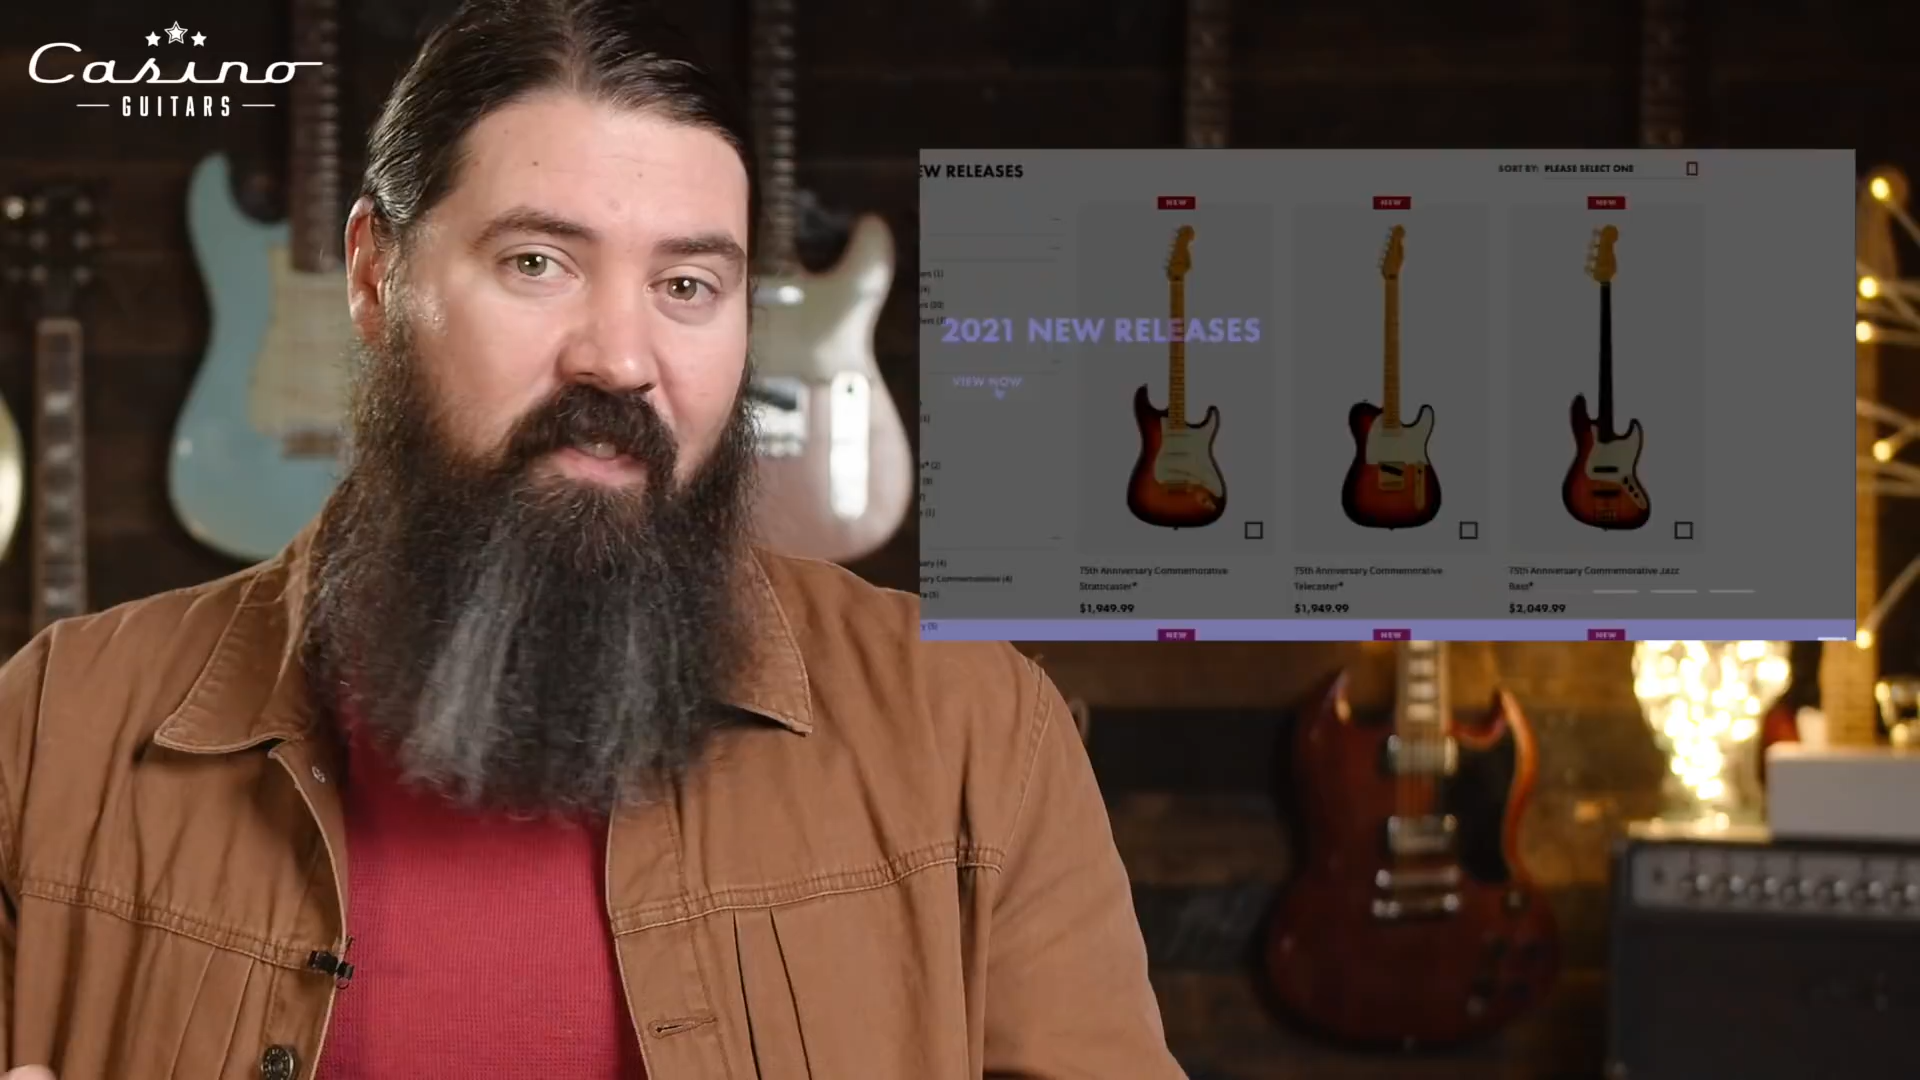 Casino
GUITARS
EW RELEASES
SORT BY: PLEASE SELECT ONE
NEW
NEW
NEW
2021 NEW RELEASES
VIEW NOW
75th Anniversary Commemorative
Stratocaster®
$1,949.99
75th Anniversary Commemorative
Telecaster®
$1,949.99
75th Anniversary Commemorative Jazz
Bass®
$2,049.99
NEW
NEW
NEW